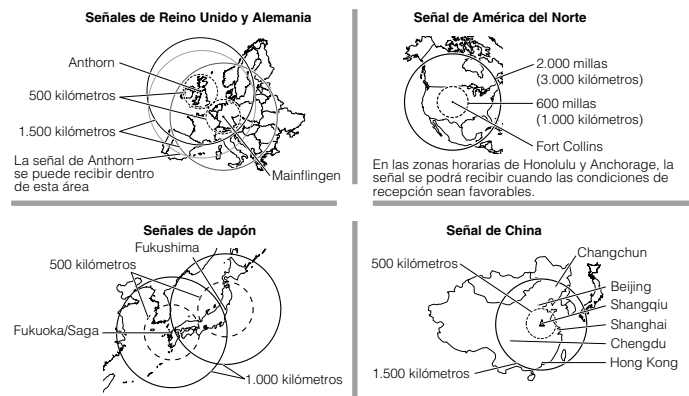 Señales de Reino Unido y Alemania
Anthorn
500 kilómetros
1.500 kilómetros
La señal de Anthorn
se puede recibir dentro
de esta área
Mainflingen
Señal de América del Norte
2.000 millas
(3.000 kilómetros)
600 millas
(1.000 kilómetros)
Fort Collins
En las zonas horarias de Honolulu y Anchorage, la
señal se podrá recibir cuando las condiciones de
recepción sean favorables.
Señales de Japón
Fukushima
500 kilómetros
Fukuoka/Saga
1.000 kilómetros
Señal de China
Changchun
500 kilómetros
Beijing
Shangqiu
Shanghai
Chengdu
Hong Kong
1.500 kilómetros